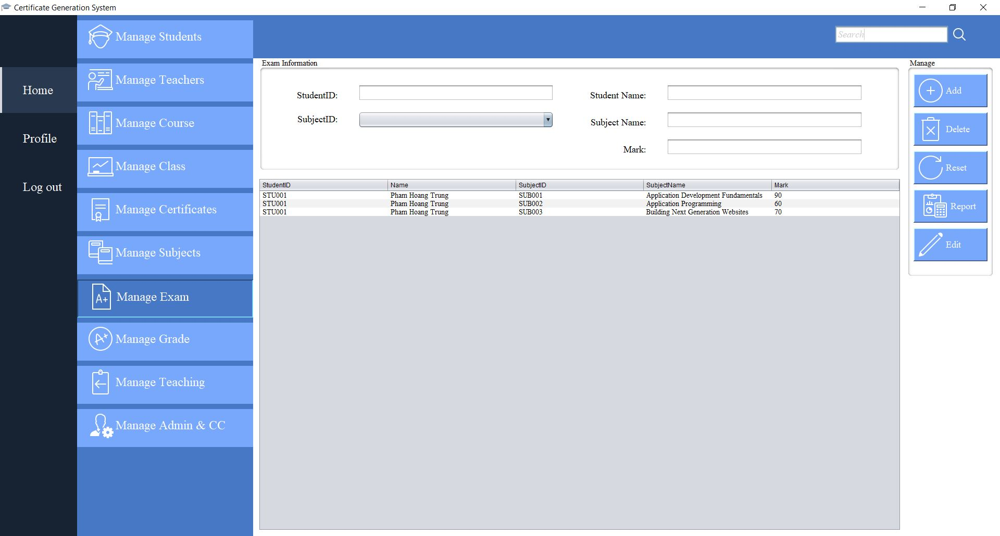 Certificate Generation System
Home
Profile
Log out
Manage Students
Manage Teachers
Manage Course
Manage Class
Manage Certificates
Manage Subjects
A+ Manage Exam
A+ Manage Grade
Manage Teaching
Manage Admin & CC
Search
Exam Information
StudentID:
Student Name:
SubjectID:
Subject Name:
Mark:
StudentID Name SubjectID SubjectName Mark
STU001 Pham Hoang Trung SUB001 Application Development Fundamentals 90
STU001 Pham Hoang Trung SUB002 Application Programming 60
STU001 Pham Hoang Trung SUB003 Building Next Generation Websites 70
Manage
Add
Delete
Reset
Report
Edit